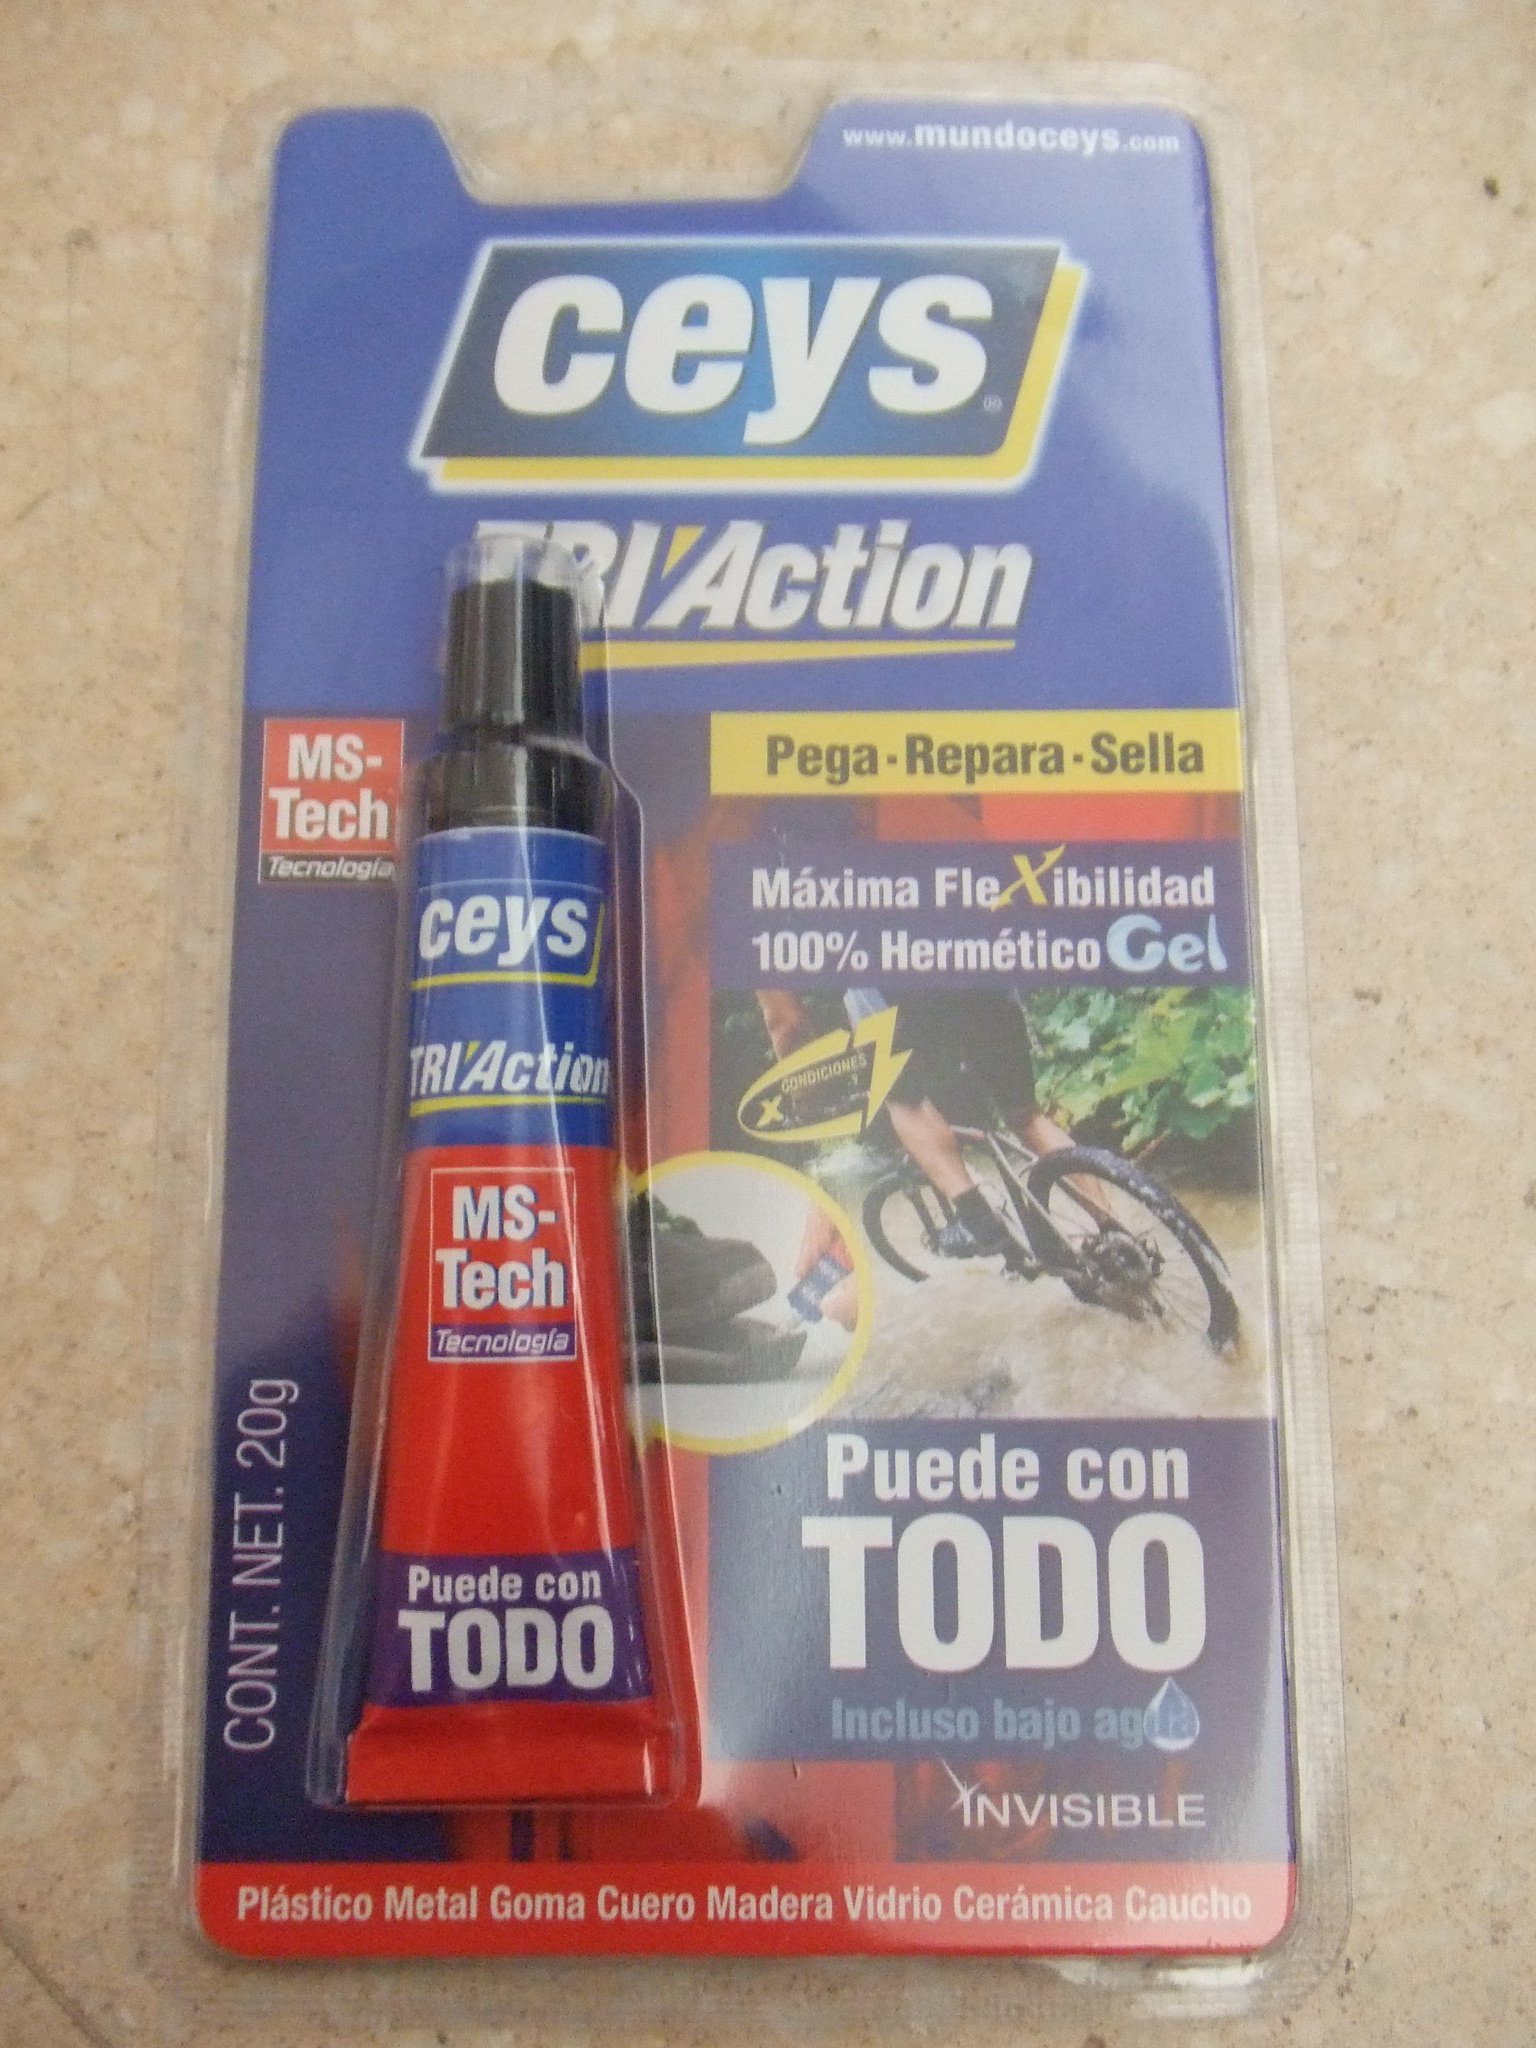 www.mundoceys.com
ceys®
TRI'Action
MS-
Tech
Tecnología
Pega·Repara·Sella
Máxima FleXibilidad
100% Hermético Gel
CONDICIONES
X
ceys
TRI'Action
MS-
Tech
Tecnología
Puede con
TODO
CONT. NET. 20g
Puede con
TODO
Incluso bajo agua
INVISIBLE
Plástico Metal Goma Cuero Madera Vidrio Cerámica Caucho